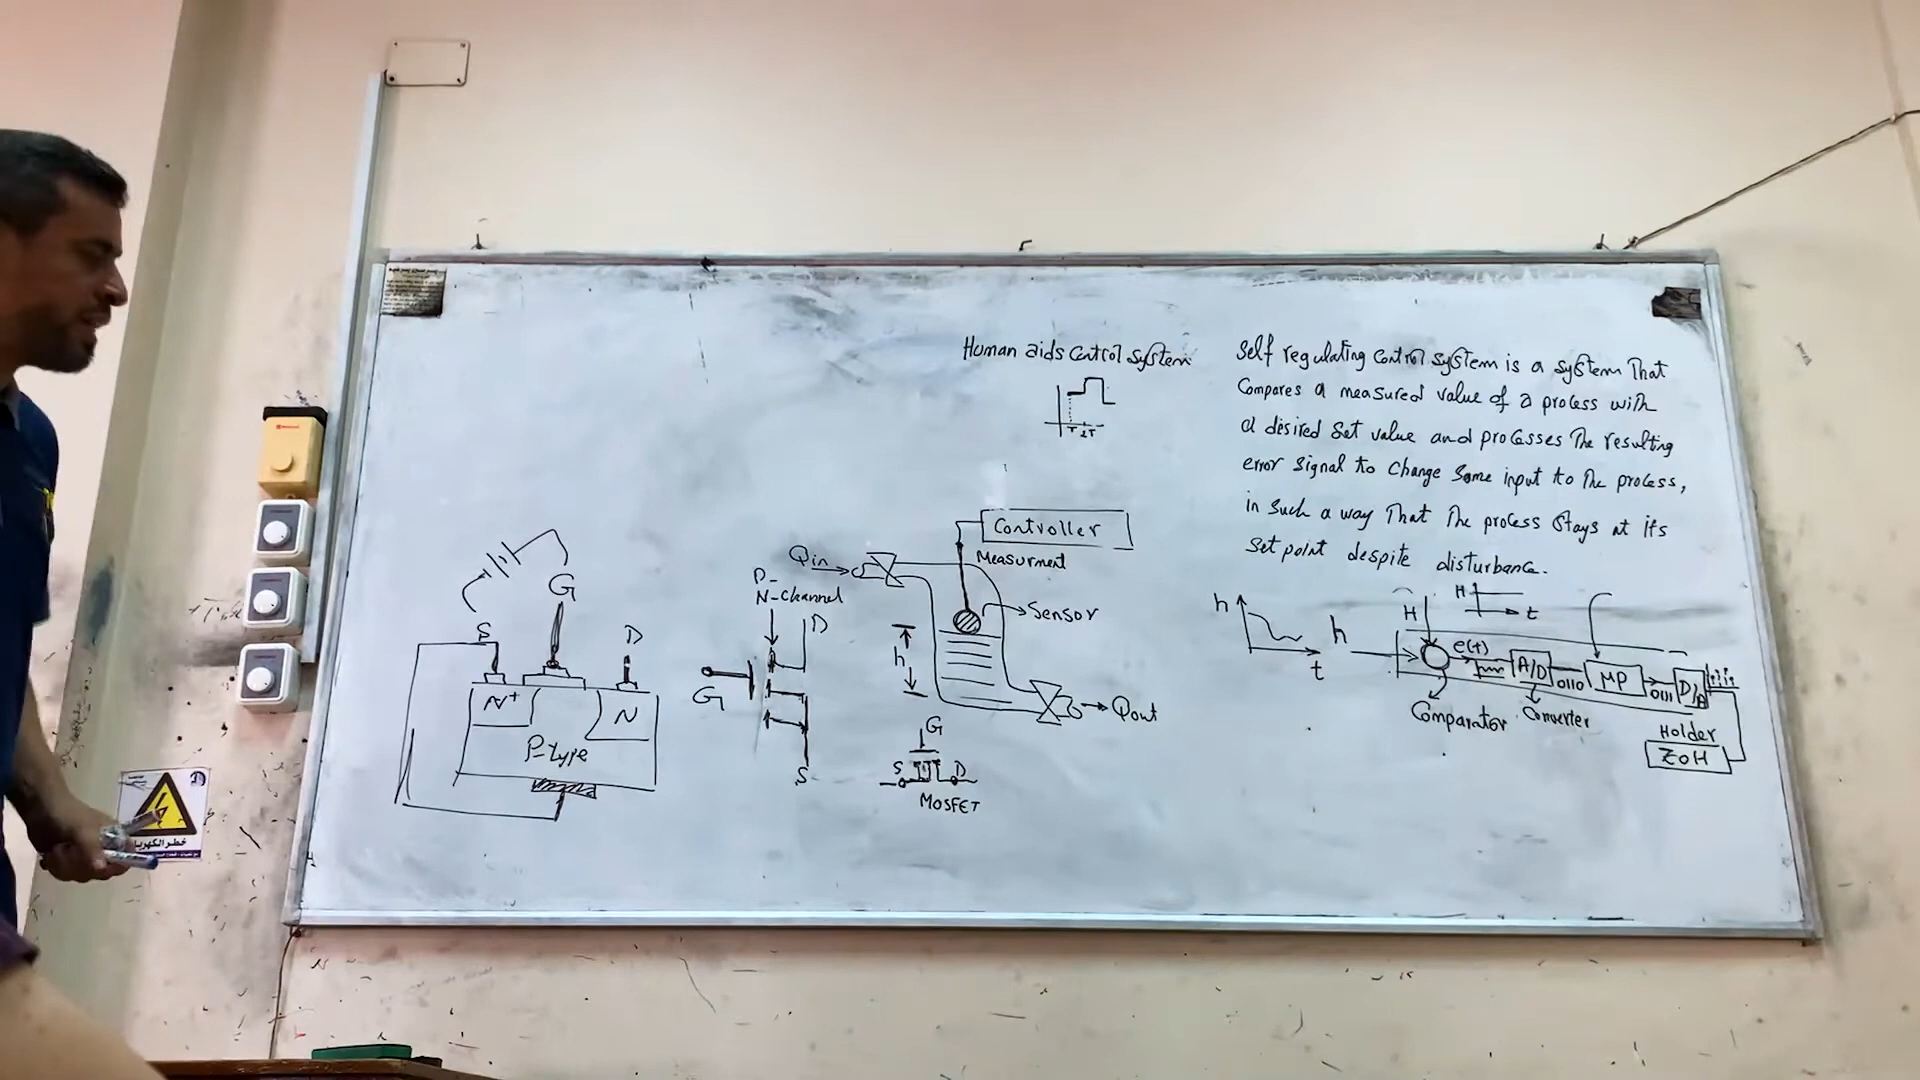 Human aids Control System
T 2T
Self regulating Control system is a system That
Compares a measured value of a process with
a desired set value and processes The resulting
error signal to change some input to The process,
in such a way That The process stays at its
set point despite disturbance.
G
S
D
N+
N
P-type
D-
N-channel
D
G
S
Controller
Measurment
Qin
Sensor
h
Qout
G
S D
MOSFET
h
t
h
H
H
t
e(t)
A/D
0110
MP
0111
D/A
Comparator
Converter
Holder
ZOH
خطر الكهرباء